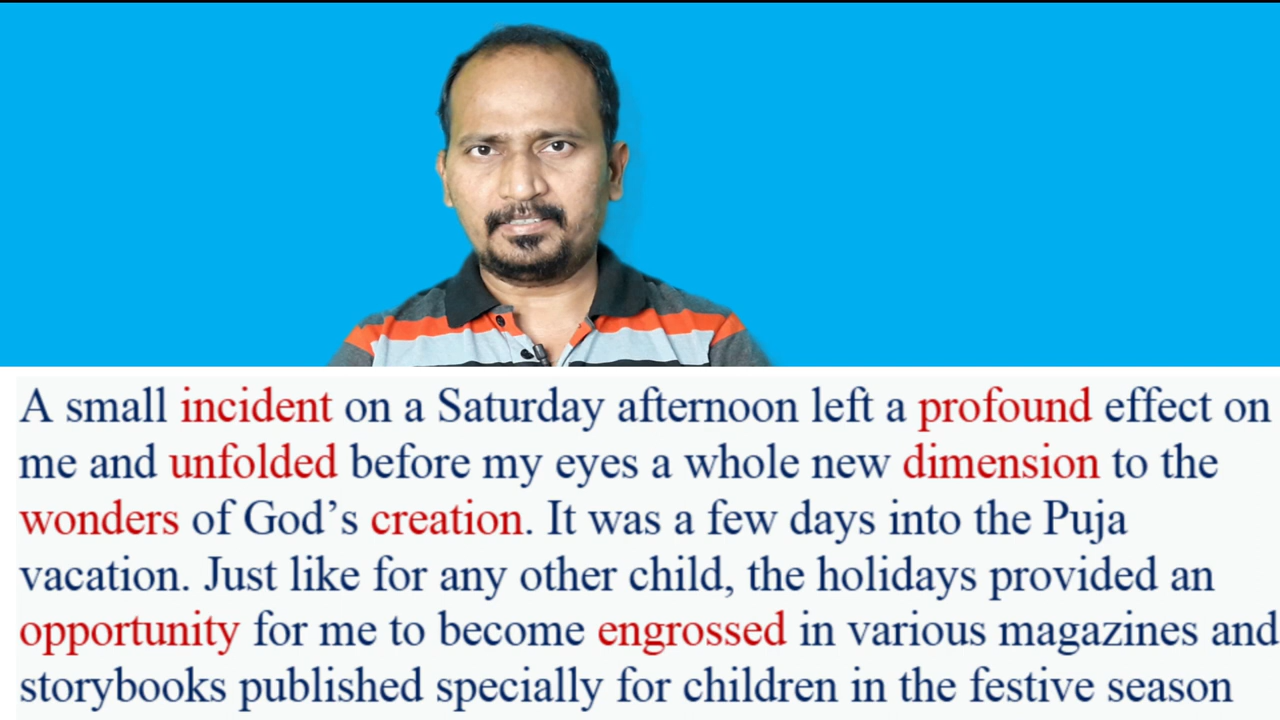 A small incident on a Saturday afternoon left a profound effect on
me and unfolded before my eyes a whole new dimension to the
wonders of God’s creation. It was a few days into the Puja
vacation. Just like for any other child, the holidays provided an
opportunity for me to become engrossed in various magazines and
storybooks published specially for children in the festive season